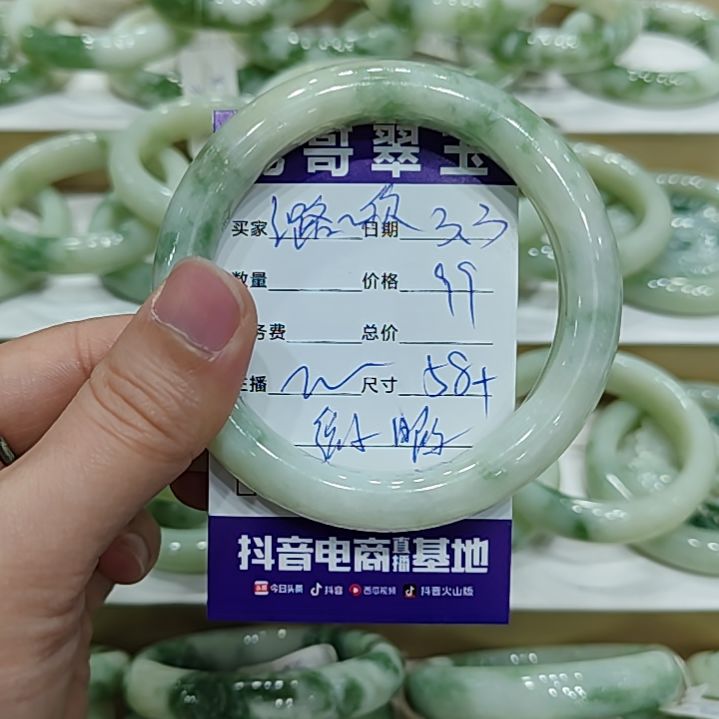 哥翠玉
买家 日期 3.3
数量 价格 99
务费 总价
主播 尺寸 58+
抖音电商直播基地
今日头条 抖音 西瓜视频 抖音火山版